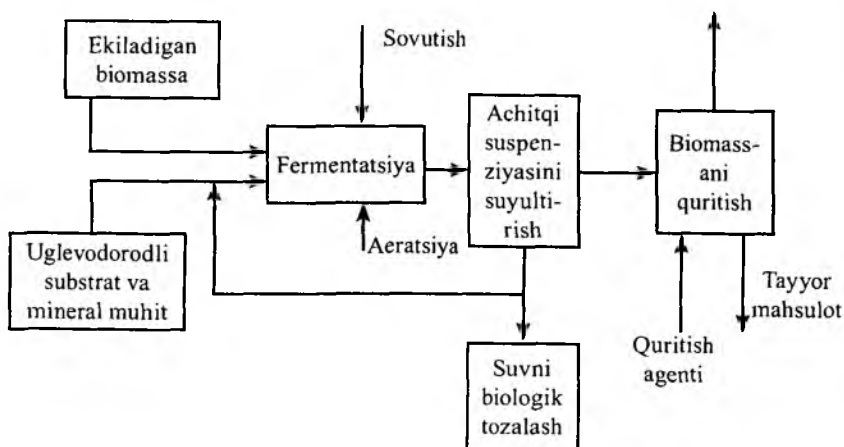 Ekiladigan
biomassa
Sovutish
Fermentatsiya
Achitqi
suspen-
ziyasini
suyulti-
rish
Biomass-
ani
quritish
Aeratsiya
Uglevodorodli
substrat va
mineral muhit
Tayyor
mahsulot
Quritish
agenti
Suvni
biologik
tozalash